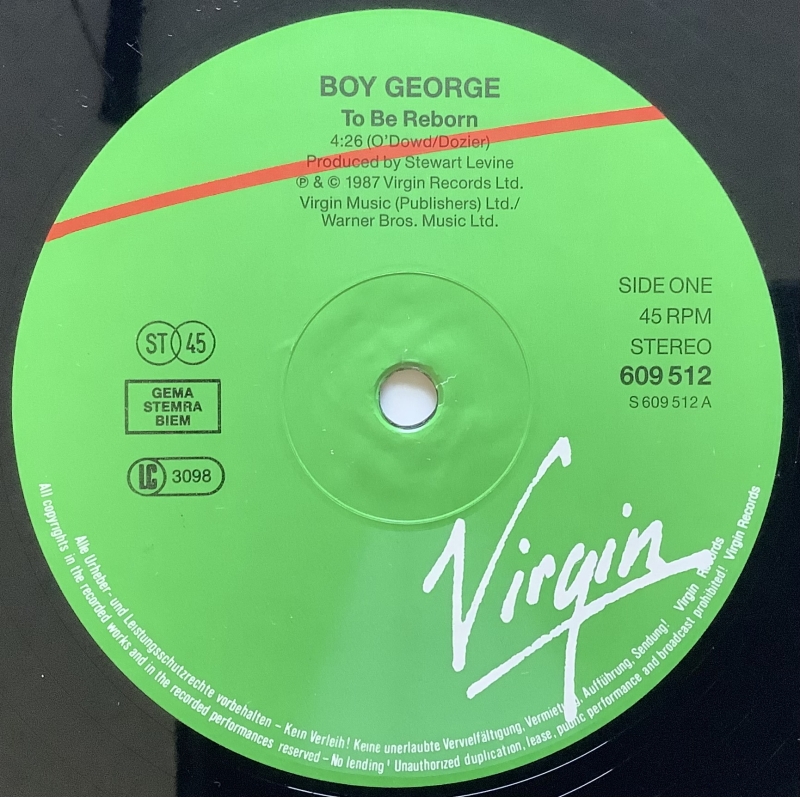 BOY GEORGE
To Be Reborn
4:26 (O'Dowd/Dozier)
Produced by Stewart Levine
℗ & © 1987 Virgin Records Ltd.
Virgin Music (Publishers) Ltd./
Warner Bros. Music Ltd.
SIDE ONE
45 RPM
STEREO
609 512
S 609 512 A
ST 45
GEMA
STEMRA
BIEM
LC 3098
Virgin
Alle Urheber- und Leistungsschutzrechte vorbehalten – Kein Verleih! Keine unerlaubte Vervielfältigung, Vermietung, Aufführung, Sendung! Virgin Records
All copyrights in the recorded works and in the recorded performances reserved – No lending! Unauthorized duplication, lease, public performance and broadcast prohibited! Virgin Records